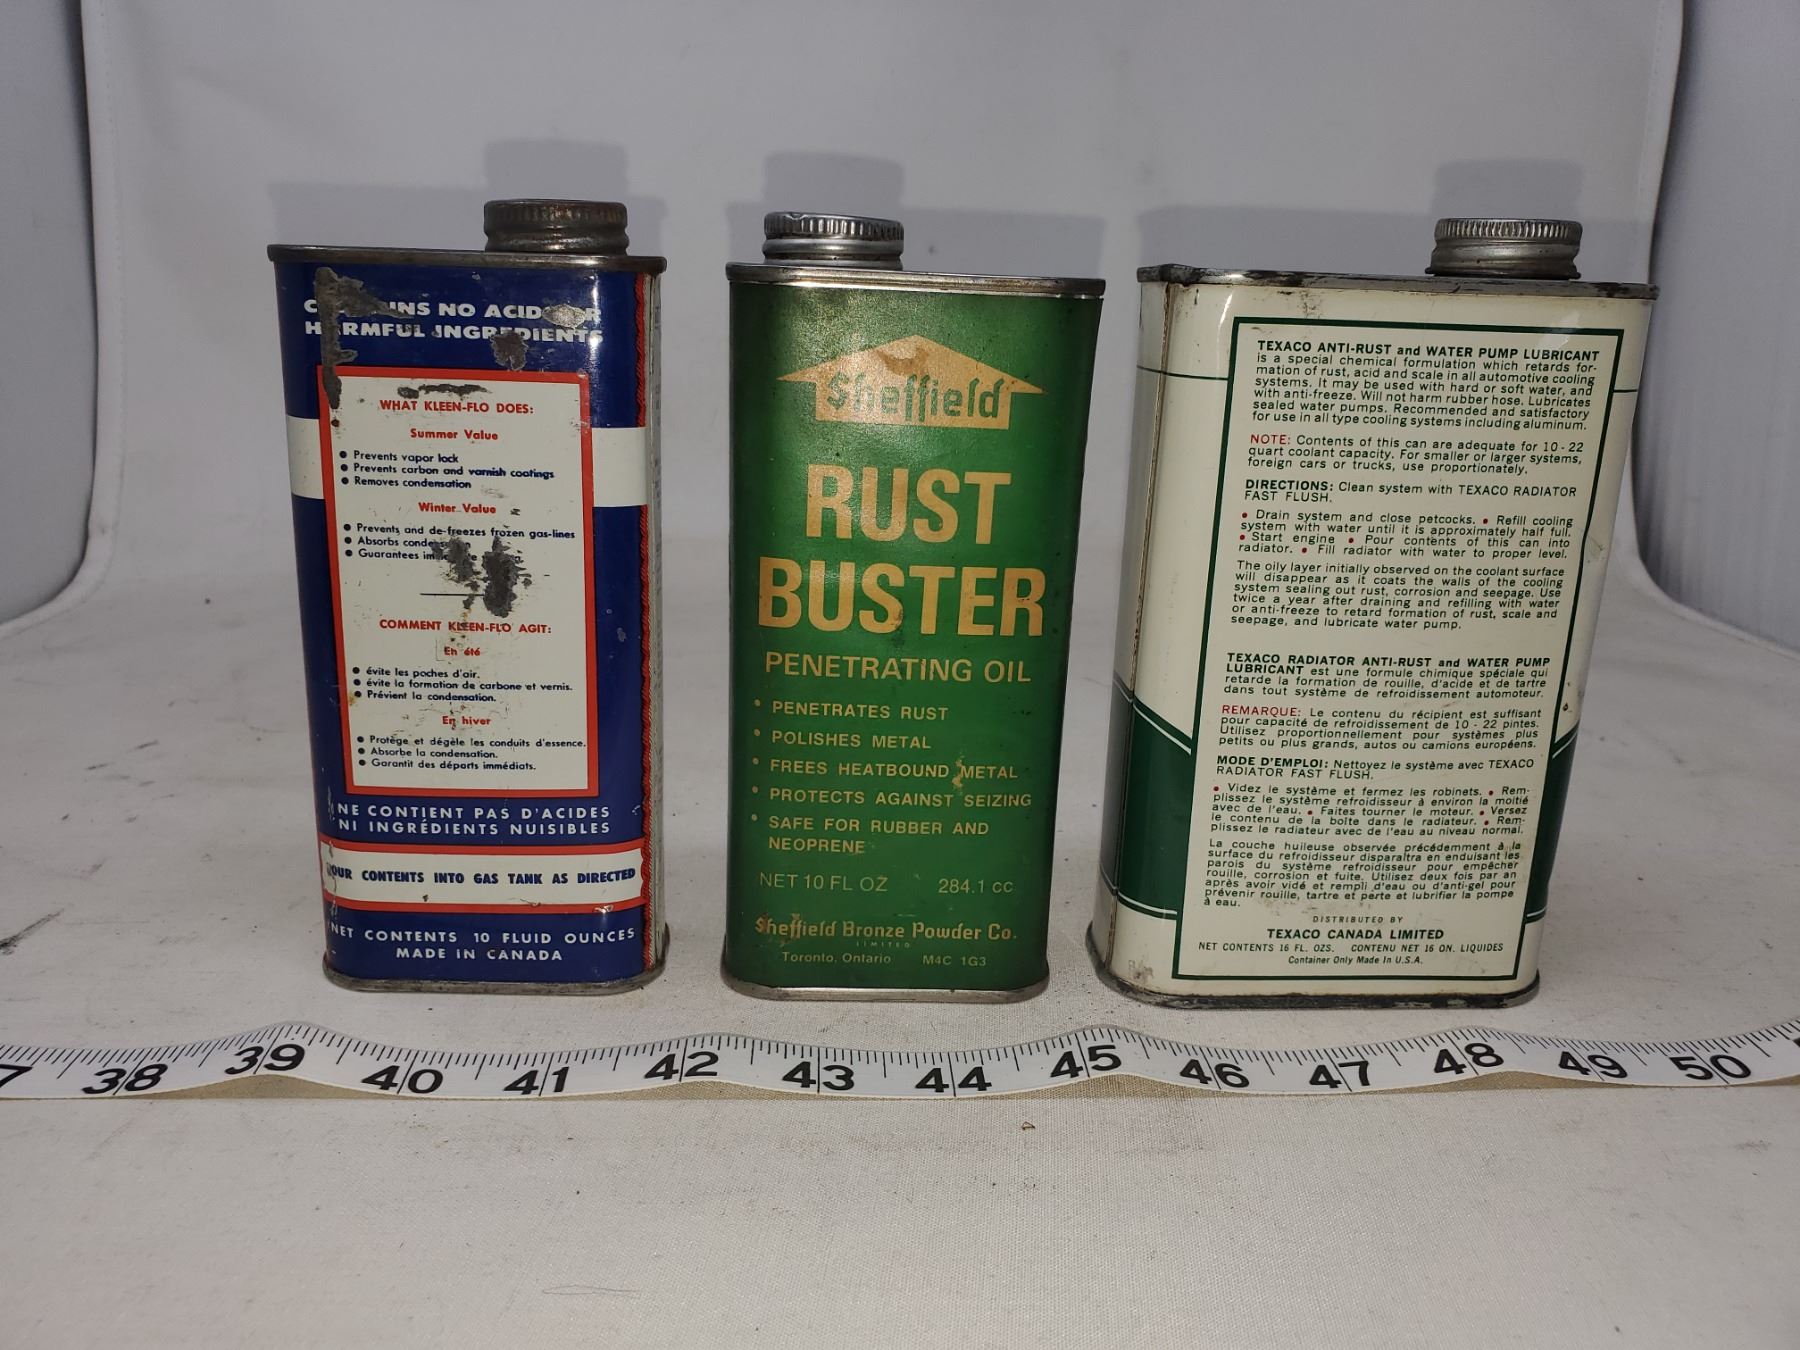 NO ACID
HARMFUL INGREDIENTS
WHAT KLEEN-FLO DOES:
Summer Value
• Prevents vapor lock
• Prevents carbon and varnish coatings
• Removes condensation
Winter Value
• Prevents and de-freezes frozen gas-lines
• Absorbs
• Guarantees
COMMENT KLEEN-FLO AGIT:
En été
• évite les poches d'air.
• évite la formation de carbone et vernis.
• Prévient la condensation.
En hiver
• Protège et dégèle les conduits d'essence.
• Absorbe la condensation.
• Garantit des départs immédiats.
NE CONTIENT PAS D'ACIDES
NI INGRÉDIENTS NUISIBLES
POUR CONTENTS INTO GAS TANK AS DIRECTED
NET CONTENTS 10 FLUID OUNCES
MADE IN CANADA
Sheffield
RUST
BUSTER
PENETRATING OIL
• PENETRATES RUST
• POLISHES METAL
• FREES HEATBOUND METAL
• PROTECTS AGAINST SEIZING
• SAFE FOR RUBBER AND
NEOPRENE
NET 10 FL OZ 284.1 CC
Sheffield Bronze Powder Co.
LIMITED
Toronto, Ontario M4C 1G3
TEXACO ANTI-RUST and WATER PUMP LUBRICANT
is a special chemical formulation which retards for-
mation of rust, acid and scale in all automotive cooling
systems. It may be used with hard or soft water, and
with anti-freeze. Will not harm rubber hose. Lubricates
sealed water pumps. Recommended and satisfactory
for use in all type cooling systems including aluminum.
NOTE: Contents of this can are adequate for 10 - 22
quart coolant capacity. For smaller or larger systems,
foreign cars or trucks, use proportionately.
DIRECTIONS: Clean system with TEXACO RADIATOR
FAST FLUSH.
• Drain system and close petcocks. • Refill cooling
system with water until it is approximately half full.
• Start engine • Pour contents of this can into
radiator. • Fill radiator with water to proper level.
The oily layer initially observed on the coolant surface
will disappear as it coats the walls of the cooling
system sealing out rust, corrosion and seepage. Use
twice a year after draining and refilling with water
or anti-freeze to retard formation of rust, scale and
seepage, and lubricate water pump.
TEXACO RADIATOR ANTI-RUST and WATER PUMP
LUBRICANT est une formule chimique spéciale qui
retarde la formation de rouille, d'acide et de tartre
dans tout système de refroidissement automoteur.
REMARQUE: Le contenu du récipient est suffisant
pour capacité de refroidissement de 10 - 22 pintes.
Utilisez proportionnellement pour systèmes plus
petits ou plus grands, autos ou camions européens.
MODE D'EMPLOI: Nettoyez le système avec TEXACO
RADIATOR FAST FLUSH.
• Videz le système et fermez les robinets. • Rem-
plissez le système refroidisseur à environ la moitié
avec de l'eau. • Faites tourner le moteur. • Versez
le contenu de la boîte dans le radiateur. • Rem-
plissez le radiateur avec de l'eau au niveau normal.
La couche huileuse observée précédemment à la
surface du refroidisseur disparaîtra en enduisant les
parois du système refroidisseur pour empêcher
rouille, corrosion et fuite. Utilisez deux fois par an
après avoir vidé et rempli d'eau ou d'anti-gel pour
prévenir rouille, tartre et perte et lubrifier la pompe
à eau.
DISTRIBUTED BY
TEXACO CANADA LIMITED
NET CONTENTS 16 FL. OZS. CONTENU NET 16 ON. LIQUIDES
Container Only Made In U.S.A.
38 39 40 41 42 43 44 45 46 47 48 49 50